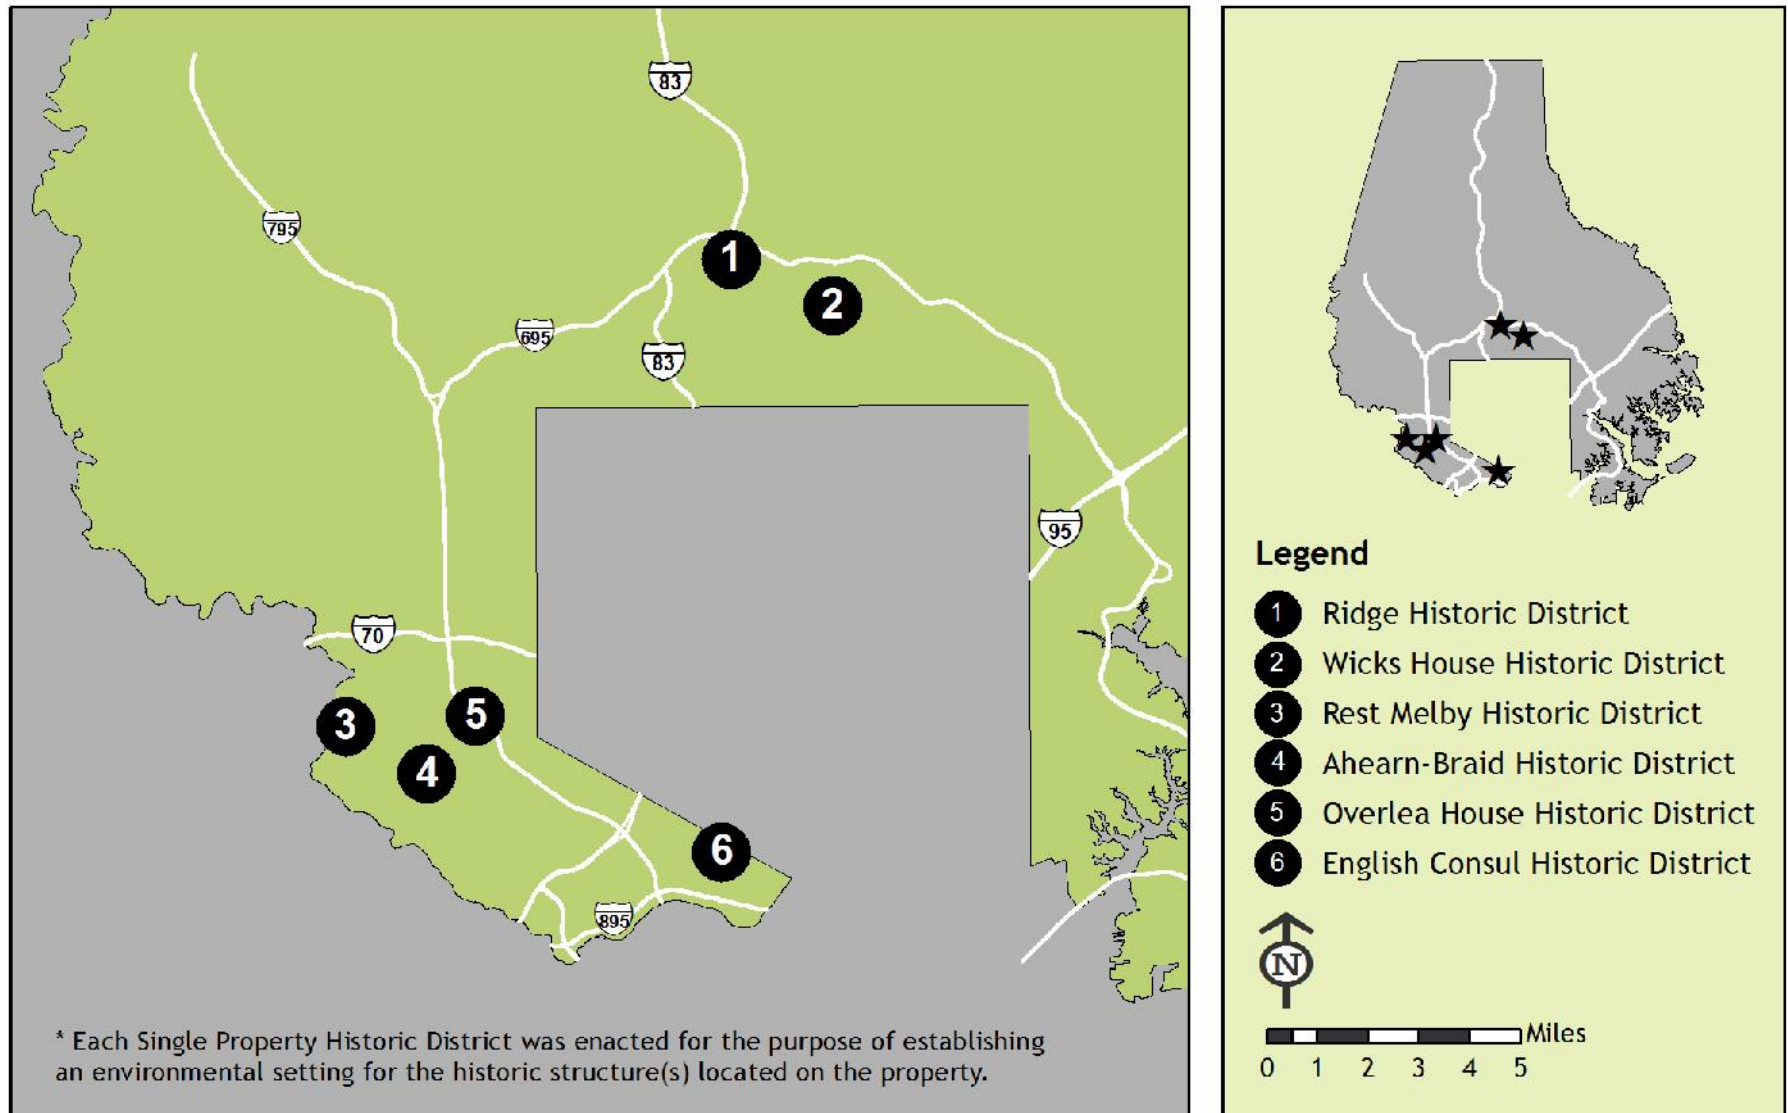 83
795
1
2
695
83
95
70
3
5
4
6
895
* Each Single Property Historic District was enacted for the purpose of establishing
an environmental setting for the historic structure(s) located on the property.
Legend
1 Ridge Historic District
2 Wicks House Historic District
3 Rest Melby Historic District
4 Ahearn-Braid Historic District
5 Overlea House Historic District
6 English Consul Historic District
N
Miles
0 1 2 3 4 5